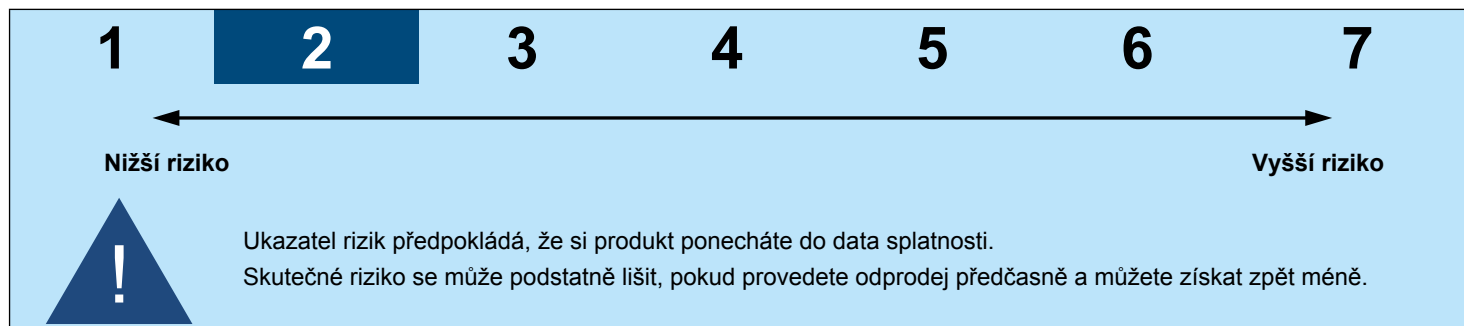 1 2 3 4 5 6 7
Nižší riziko Vyšší riziko
!
Ukazatel rizik předpokládá, že si produkt ponecháte do data splatnosti.
Skutečné riziko se může podstatně lišit, pokud provedete odprodej předčasně a můžete získat zpět méně.